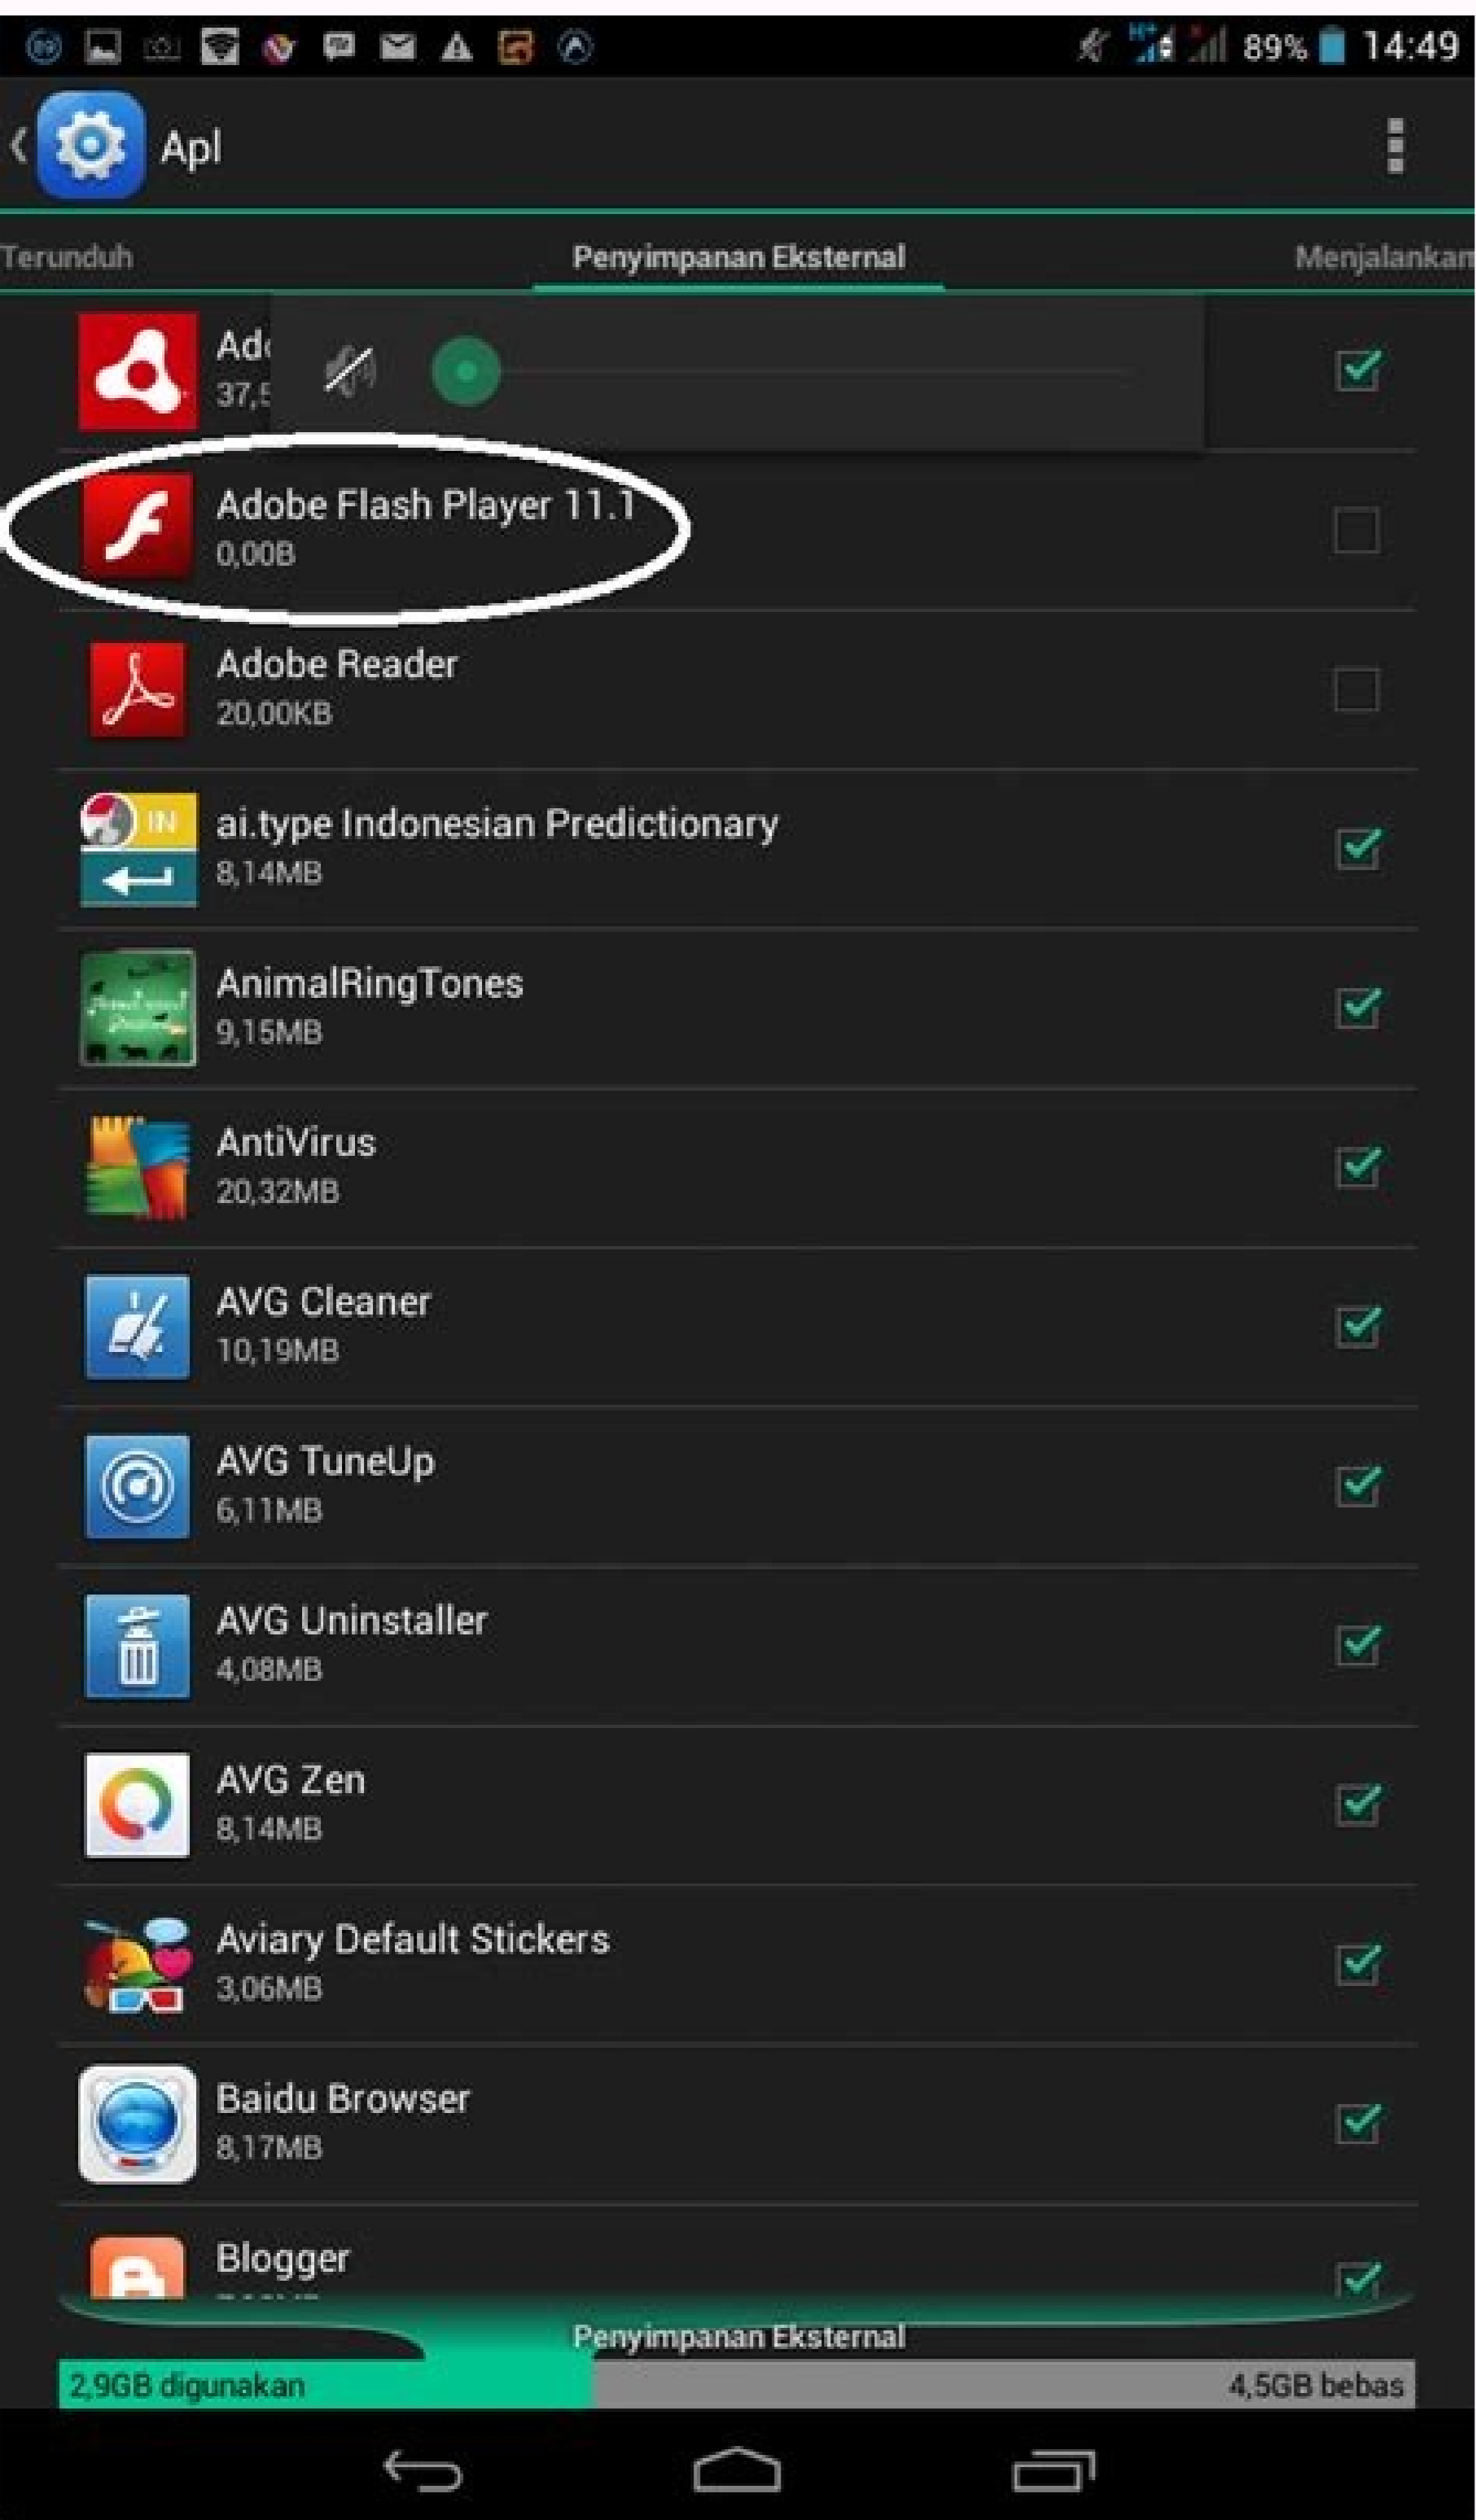 89% 14:49
Apl
Terunduh Penyimpanan Eksternal Menjalankan
37,5
Adobe Flash Player 11.1
0,00B
Adobe Reader
20,00KB
IN
ai.type Indonesian Predictionary
8,14MB
AnimalRingTones
9,15MB
AntiVirus
20,32MB
AVG Cleaner
10,19MB
AVG TuneUp
6,11MB
AVG Uninstaller
4,08MB
AVG Zen
8,14MB
Aviary Default Stickers
3,06MB
Baidu Browser
8,17MB
Blogger
Penyimpanan Eksternal
2,9GB digunakan 4,5GB bebas